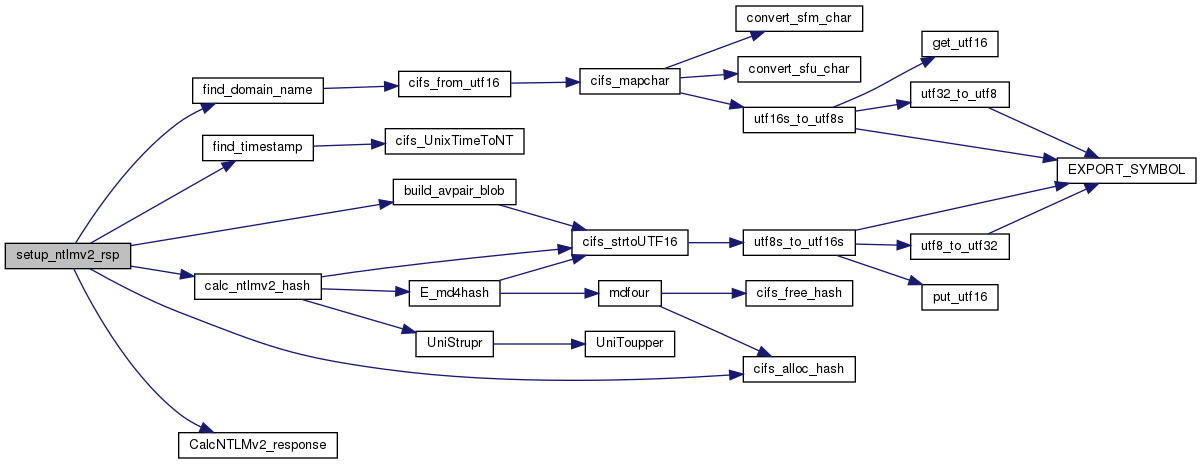 convert_sfm_char
get_utf16
convert_sfu_char
cifs_mapchar
cifs_from_utf16
find_domain_name
utf32_to_utf8
utf16s_to_utf8s
cifs_UnixTimeToNT
find_timestamp
EXPORT_SYMBOL
build_avpair_blob
cifs_strtoUTF16
utf8s_to_utf16s
utf8_to_utf32
setup_ntlmv2_rsp
calc_ntlmv2_hash
E_md4hash
mdfour
cifs_free_hash
put_utf16
UniStrupr
UniToupper
cifs_alloc_hash
CalcNTLMv2_response